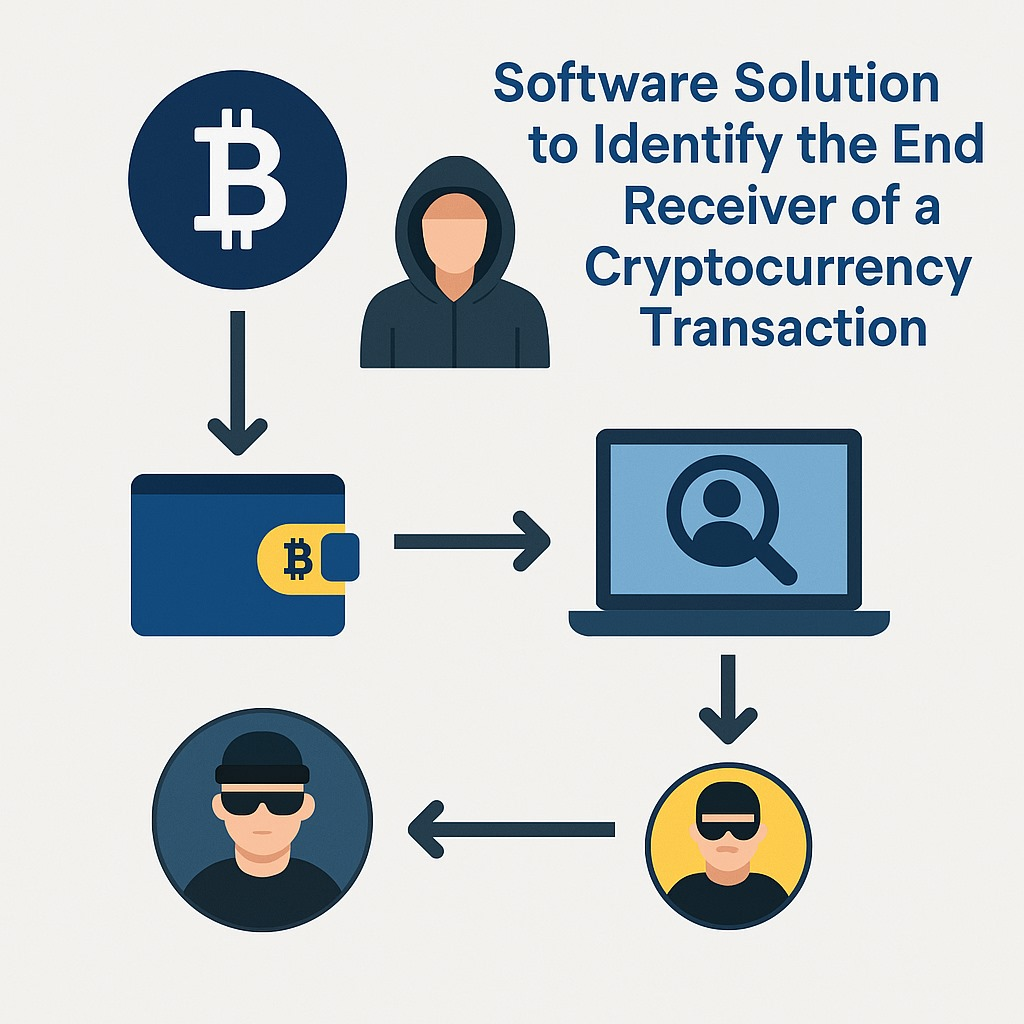 Software Solution
to Identify the End
Receiver of a
Cryptocurrency
Transaction